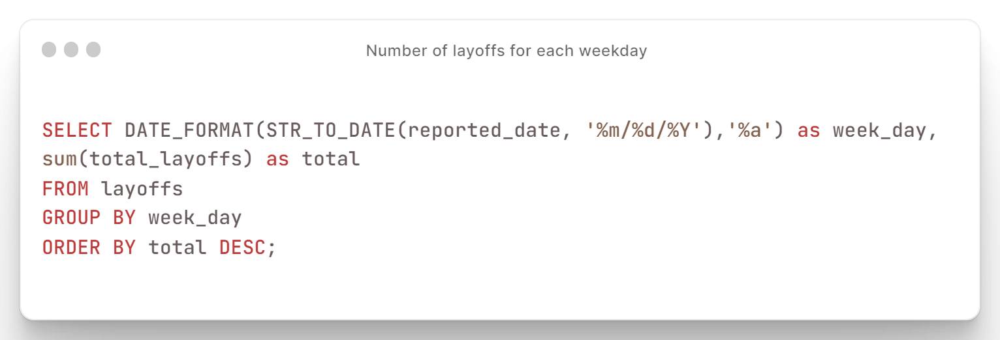 Number of layoffs for each weekday
SELECT DATE_FORMAT(STR_TO_DATE(reported_date, '%m/%d/%Y'),'%a') as week_day,
sum(total_layoffs) as total
FROM layoffs
GROUP BY week_day
ORDER BY total DESC;